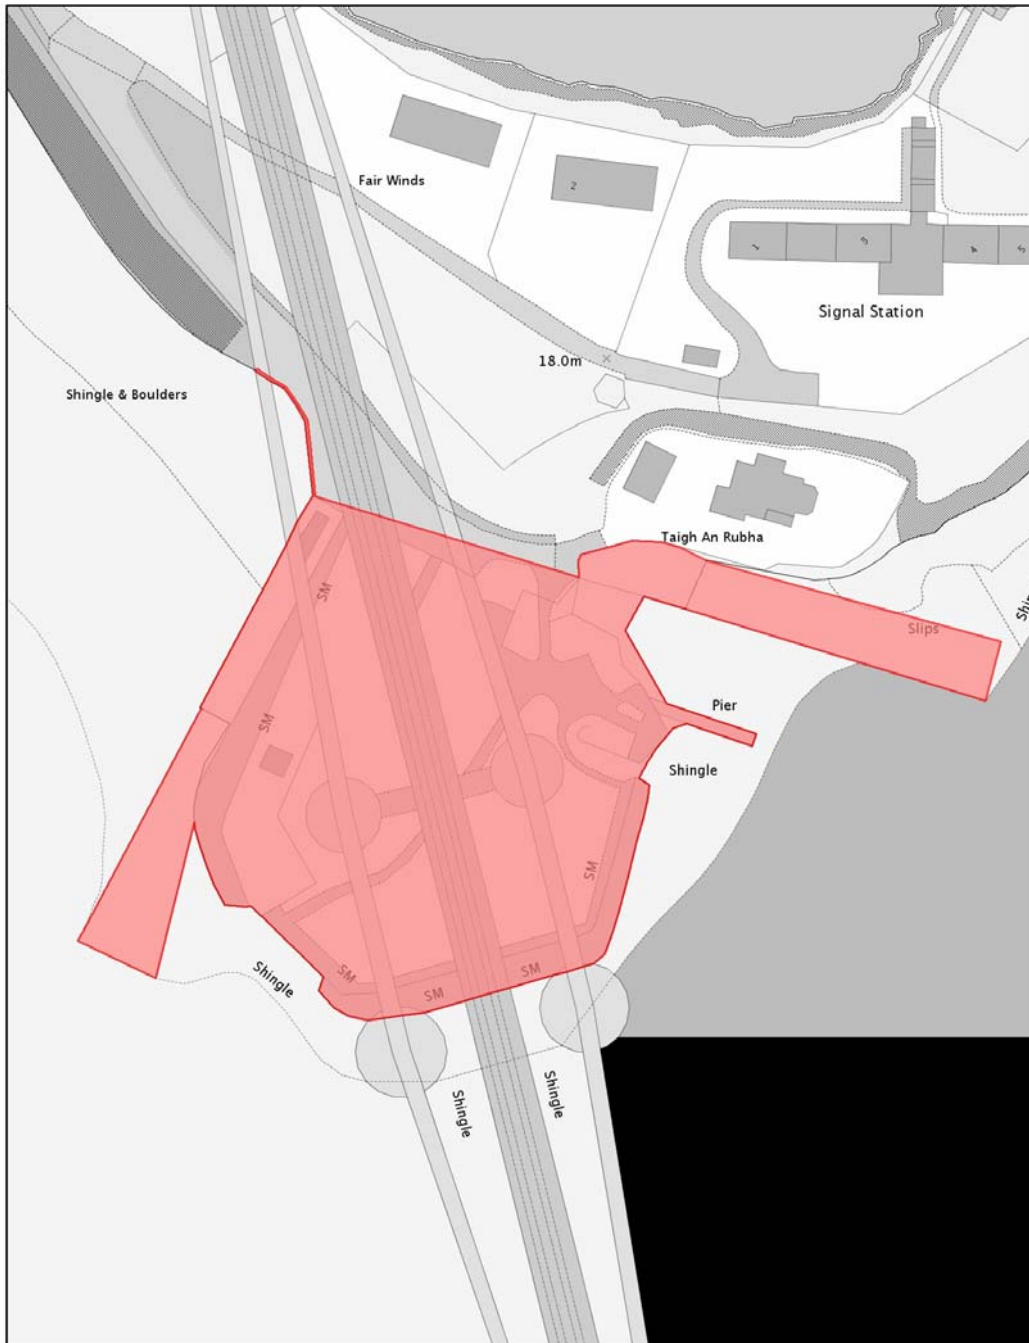 Fair Winds
2
1
3
4
5
Signal Station
18.0m
Shingle & Boulders
Taigh An Rubha
SM
Slips
SM
Pier
Shingle
SM
Shingle
SM
SM
SM
Shingle
Shingle